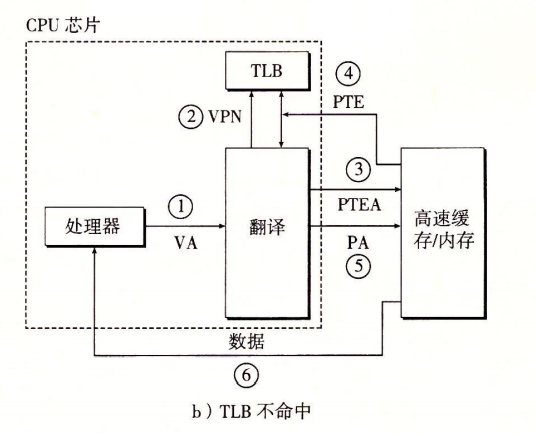 CPU 芯片
TLB
④
PTE
② VPN
③
PTEA
①
VA
处理器
翻译
PA
⑤
高速缓
存/内存
数据
⑥
b）TLB 不命中